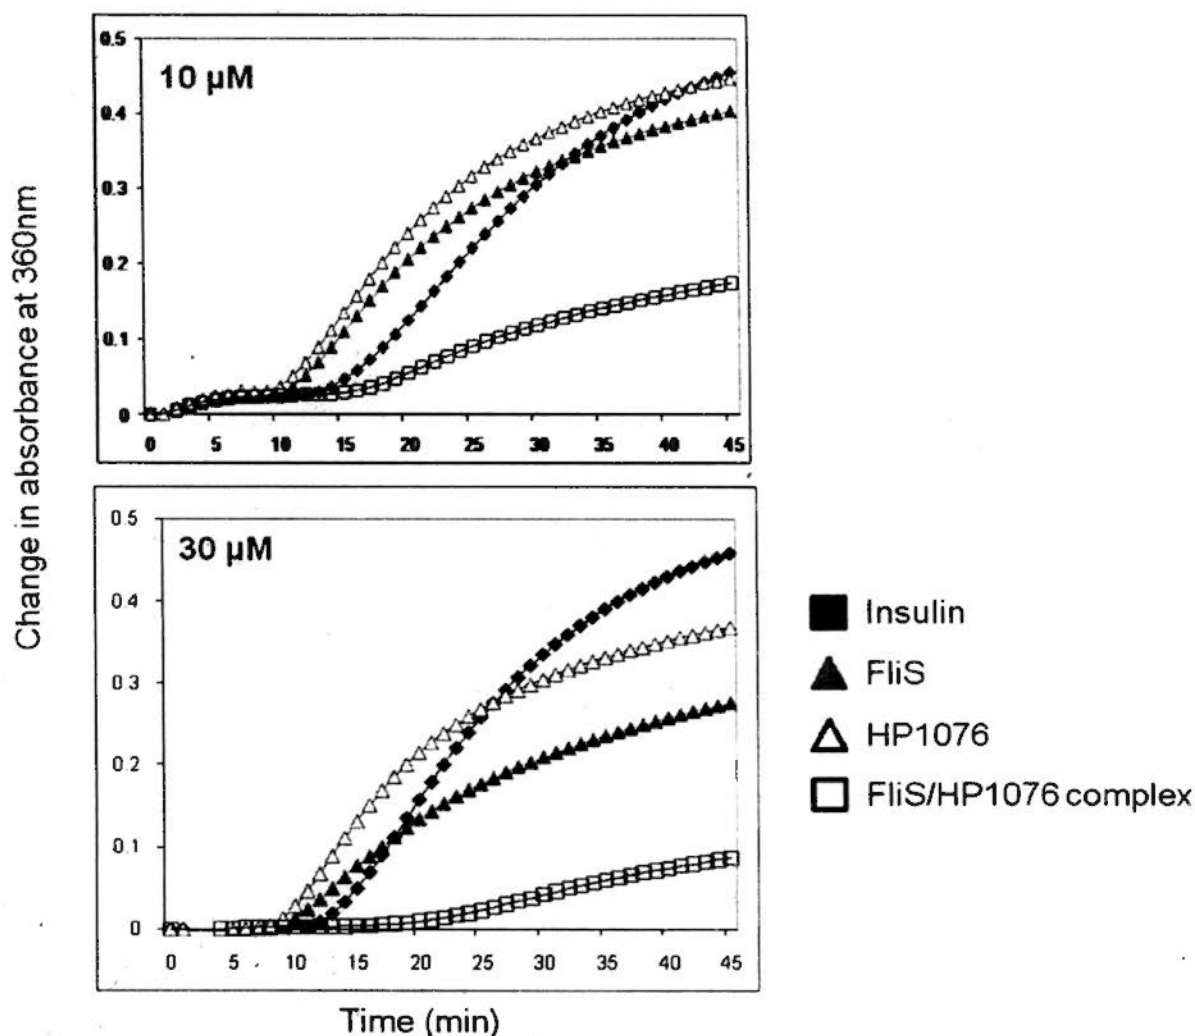 Change in absorbance at 360nm
10 µM
0.5
0.4
0.3
0.2
0.1
0
0 5 10 15 20 25 30 35 40 45
30 µM
0.5
0.4
0.3
0.2
0.1
0
0 5 10 15 20 25 30 35 40 45
Time (min)
Insulin
FliS
HP1076
FliS/HP1076 complex